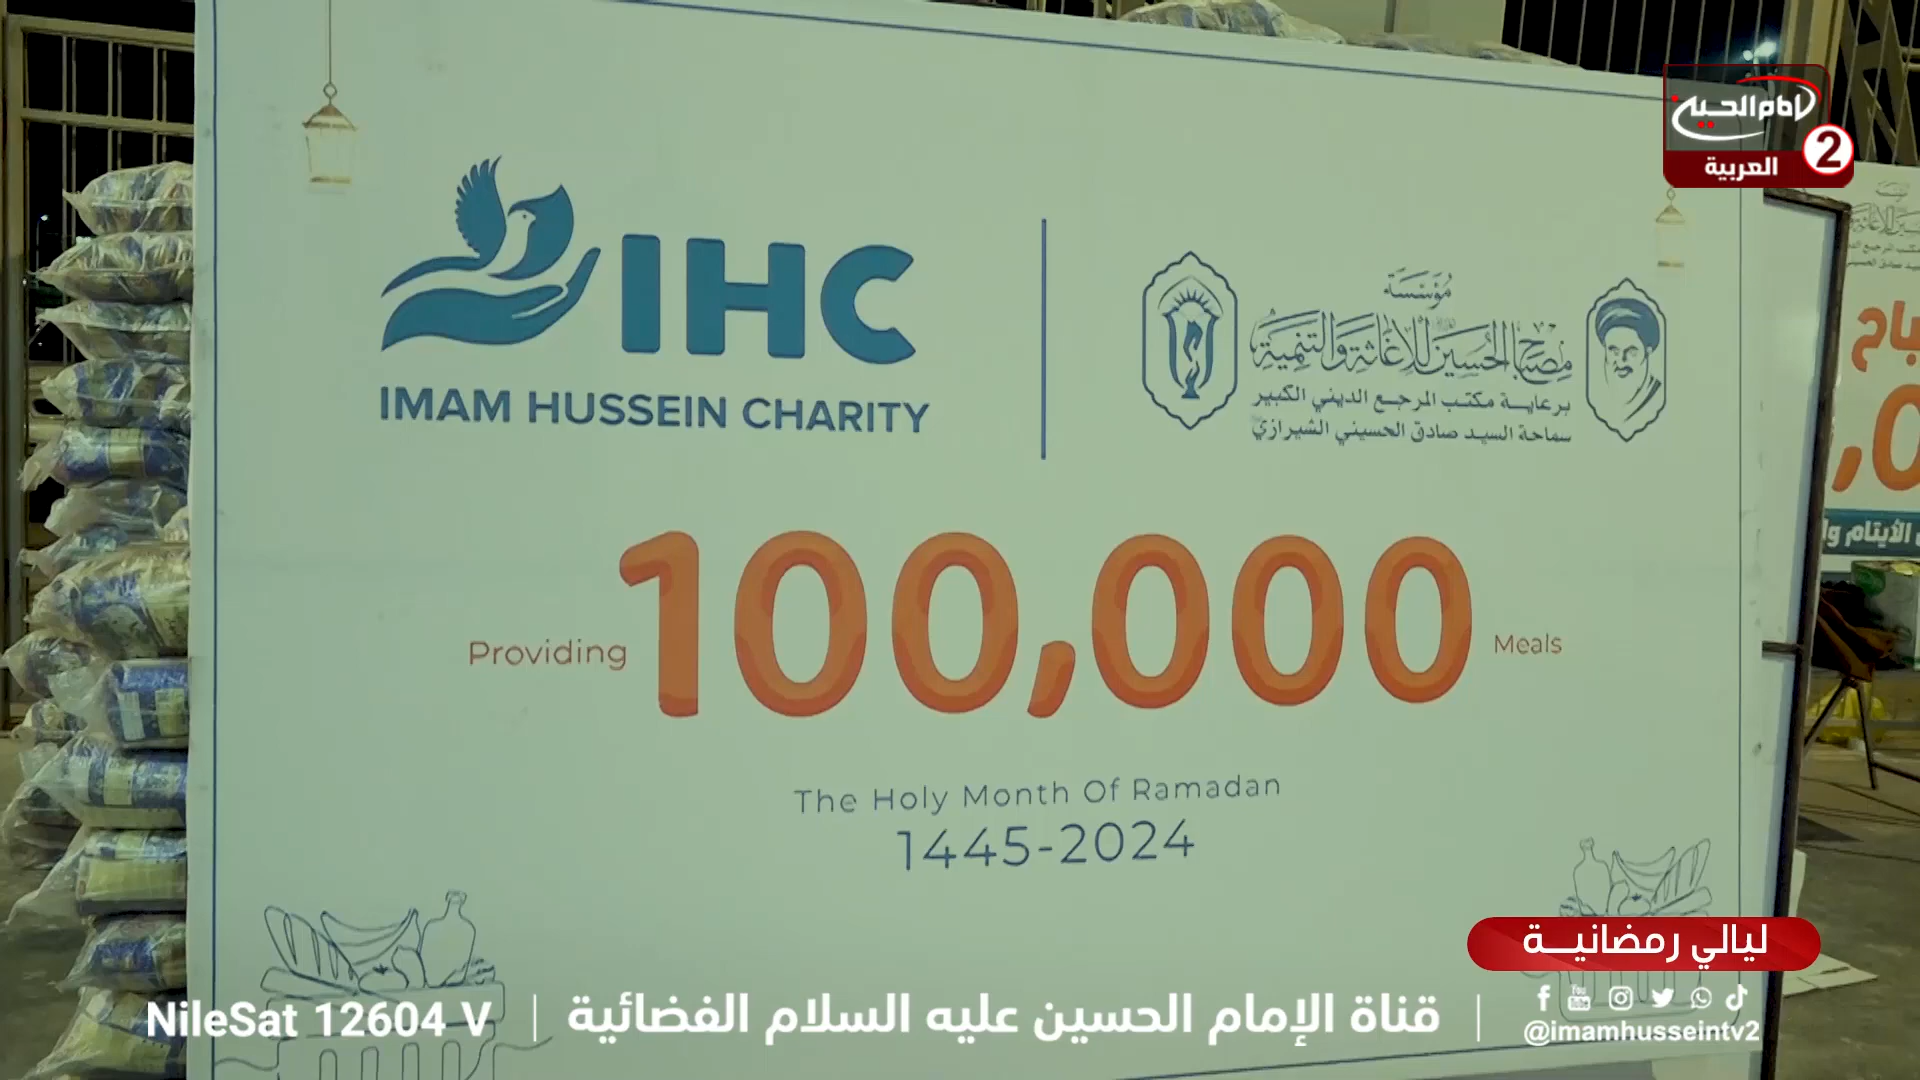 IHC
IMAM HUSSEIN CHARITY
مؤسسة
مصباح الحسين للإغاثة والتنمية
برعاية مكتب المرجع الديني الكبير
سماحة السيد صادق الحسيني الشيرازي
Providing 100,000 Meals
The Holy Month Of Ramadan
1445-2024
الإمام الحسين
2
العربية
الأيتام
ليالي رمضانيـــة
NileSat 12604 V | قناة الإمام الحسين عليه السلام الفضائية
@imamhusseintv2